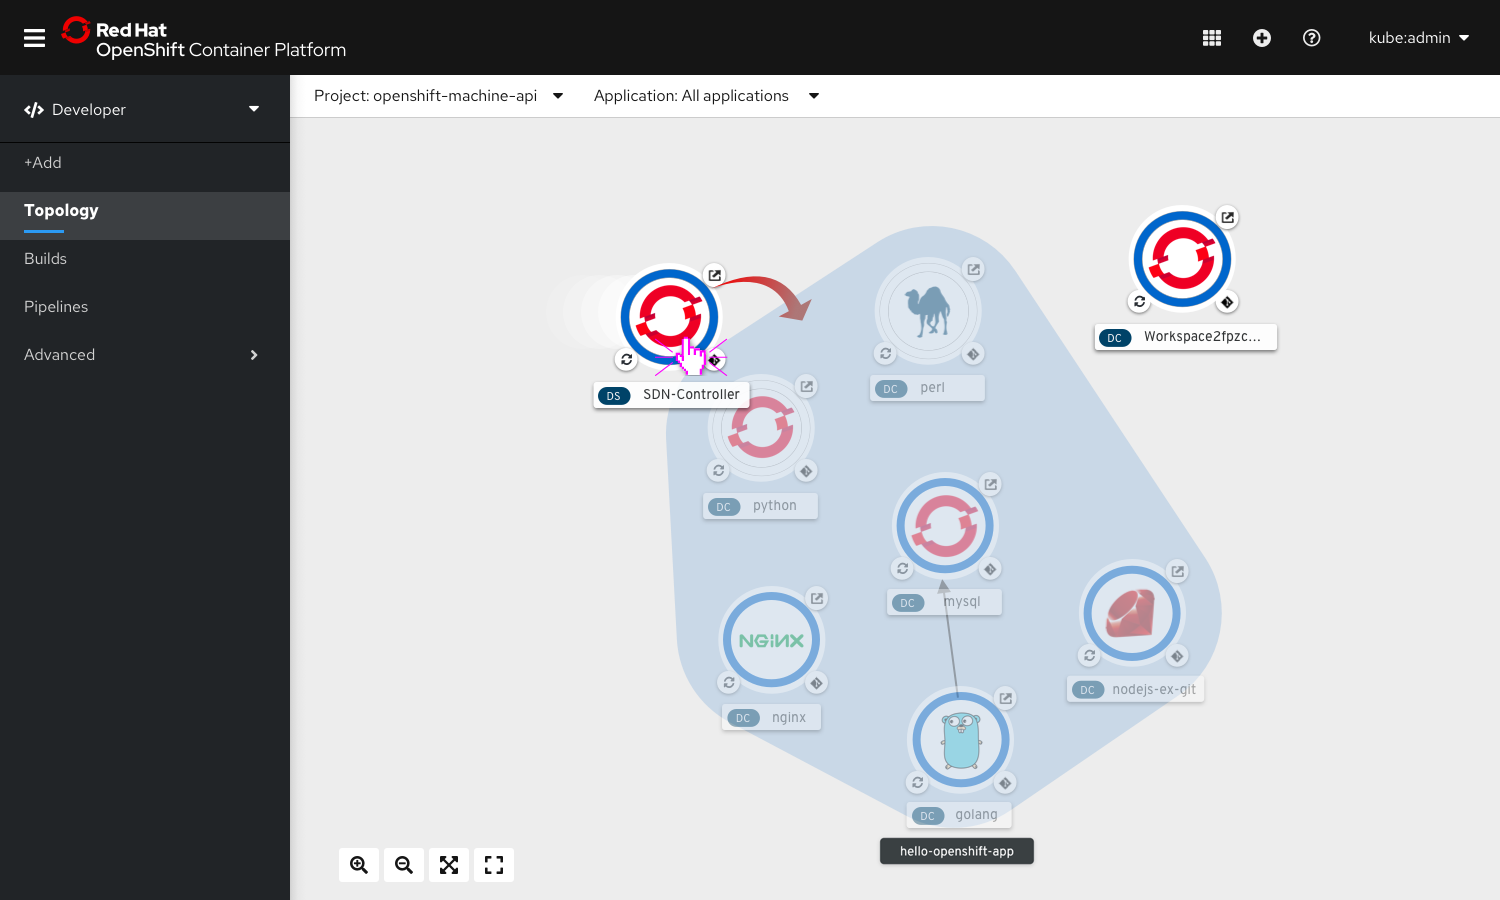 Red Hat
OpenShift Container Platform
kube:admin
Developer
Project: openshift-machine-api
Application: All applications
+Add
Topology
Builds
Pipelines
Advanced
DC Workspace2fpzc...
DS SDN-Controller
DC perl
DC python
DC mysql
NGINX
DC nodejs-ex-git
DC nginx
DC golang
hello-openshift-app